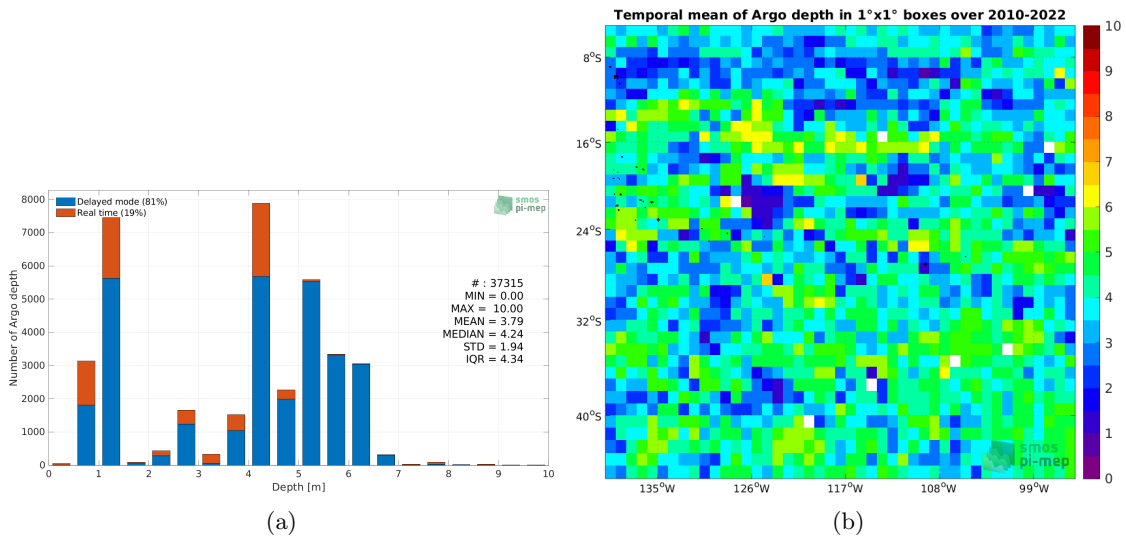 Temporal mean of Argo depth in 1°x1° boxes over 2010-2022
8000
7000
6000
5000
4000
3000
2000
1000
0
Number of Argo depth
Delayed mode (81%)
Real time (19%)
smos
pi-mep
# : 37315
MIN = 0.00
MAX = 10.00
MEAN = 3.79
MEDIAN = 4.24
STD = 1.94
IQR = 4.34
0 1 2 3 4 5 6 7 8 9 10
Depth [m]
(a)
8°S
16°S
24°S
32°S
40°S
135°W 126°W 117°W 108°W 99°W
smos
pi-mep
10
9
8
7
6
5
4
3
2
1
0
(b)